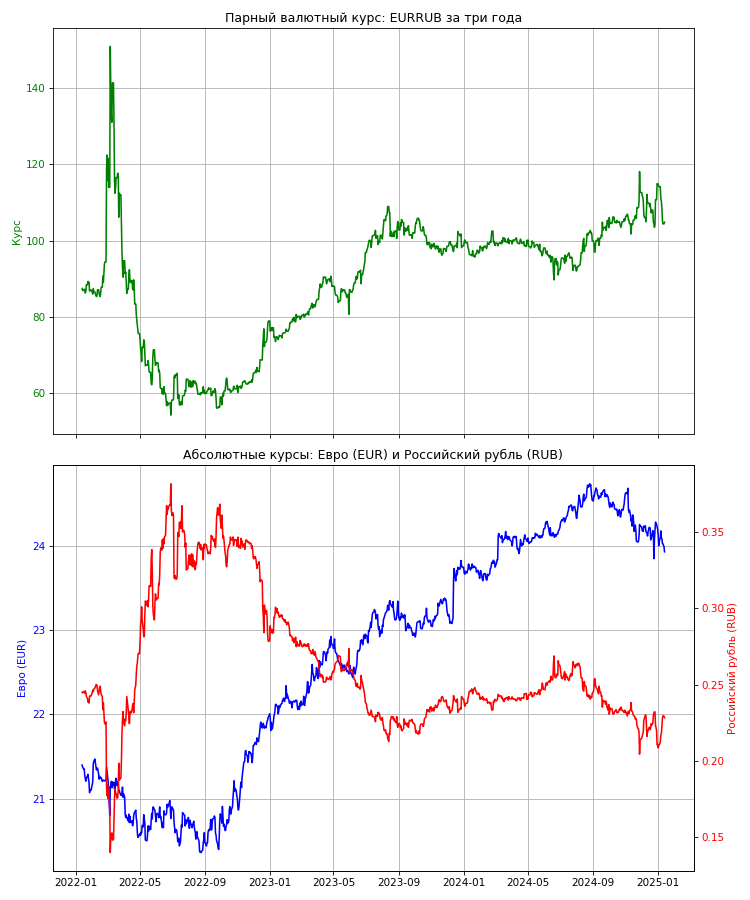 Парный валютный курс: EURRUB за три года
140
120
100
80
60
Курс
Абсолютные курсы: Евро (EUR) и Российский рубль (RUB)
24
23
22
21
Евро (EUR)
0.35
0.30
0.25
0.20
0.15
Российский рубль (RUB)
2022-01 2022-05 2022-09 2023-01 2023-05 2023-09 2024-01 2024-05 2024-09 2025-01